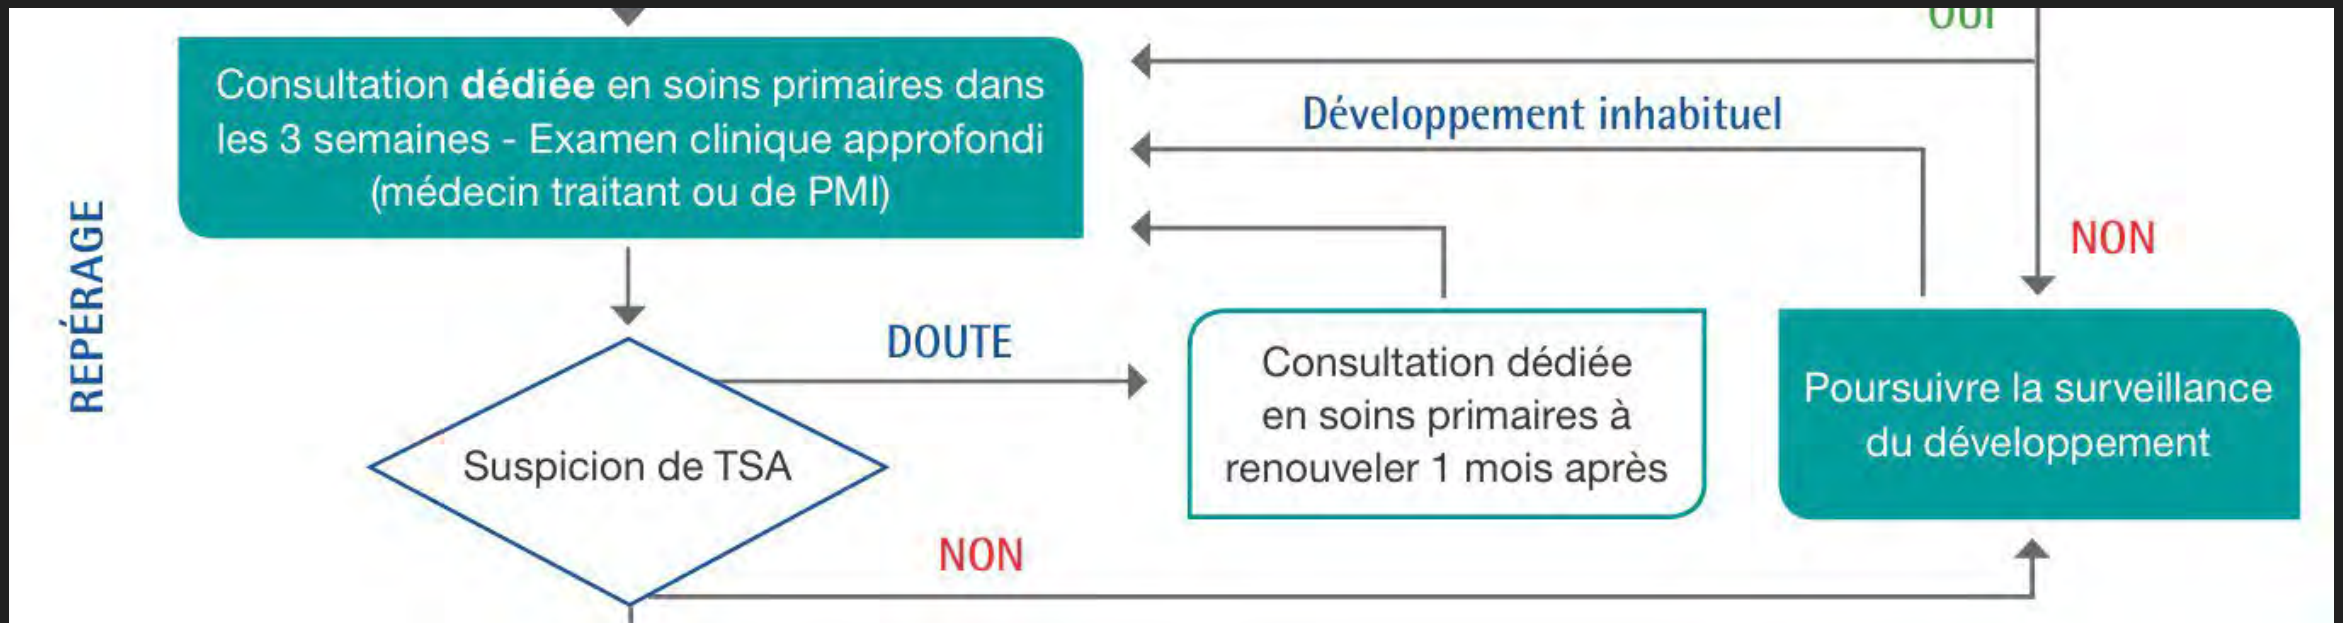 OUI
Consultation dédiée en soins primaires dans
les 3 semaines - Examen clinique approfondi
(médecin traitant ou de PMI)
Développement inhabituel
NON
REPÉRAGE
DOUTE
Consultation dédiée
en soins primaires à
renouveler 1 mois après
Poursuivre la surveillance
du développement
Suspicion de TSA
NON